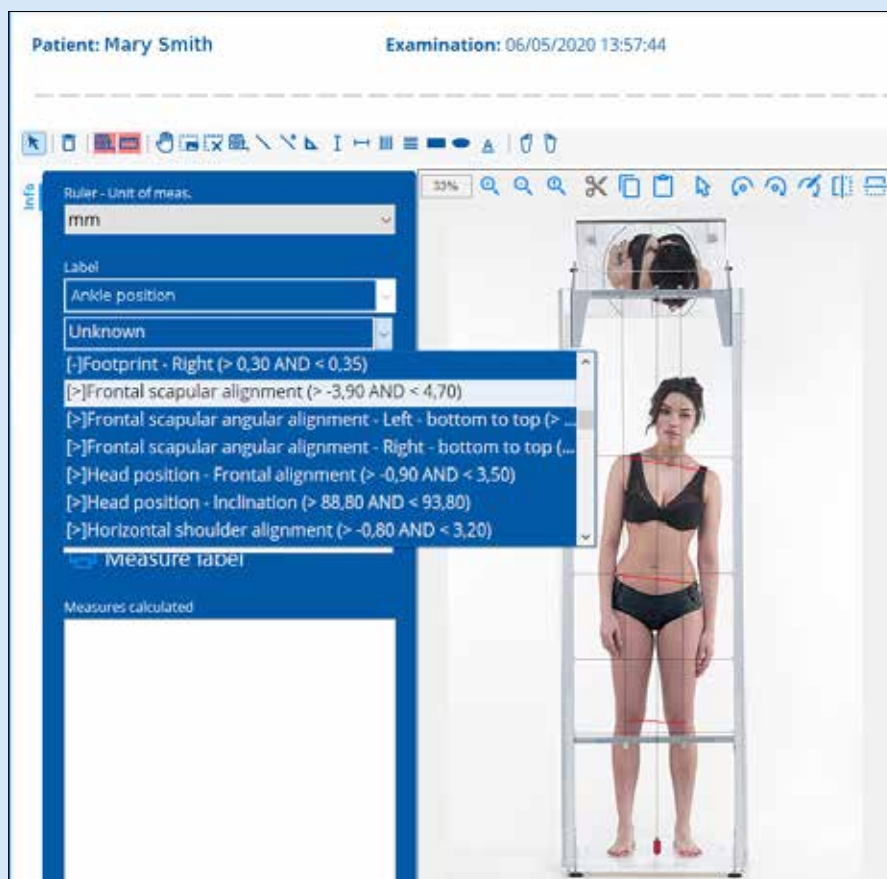 Patient: Mary Smith
Examination: 06/05/2020 13:57:44
Info
Ruler - Unit of meas.
mm
33%
Label
Ankle position
Unknown
[-]Footprint - Right (> 0,30 AND < 0,35)
[>]Frontal scapular alignment (> -3,90 AND < 4,70)
[>]Frontal scapular angular alignment - Left - bottom to top (> ...
[>]Frontal scapular angular alignment - Right - bottom to top (...
[>]Head position - Frontal alignment (> -0,90 AND < 3,50)
[>]Head position - Inclination (> 88,80 AND < 93,80)
[>]Horizontal shoulder alignment (> -0,80 AND < 3,20)
Measure label
Measures calculated